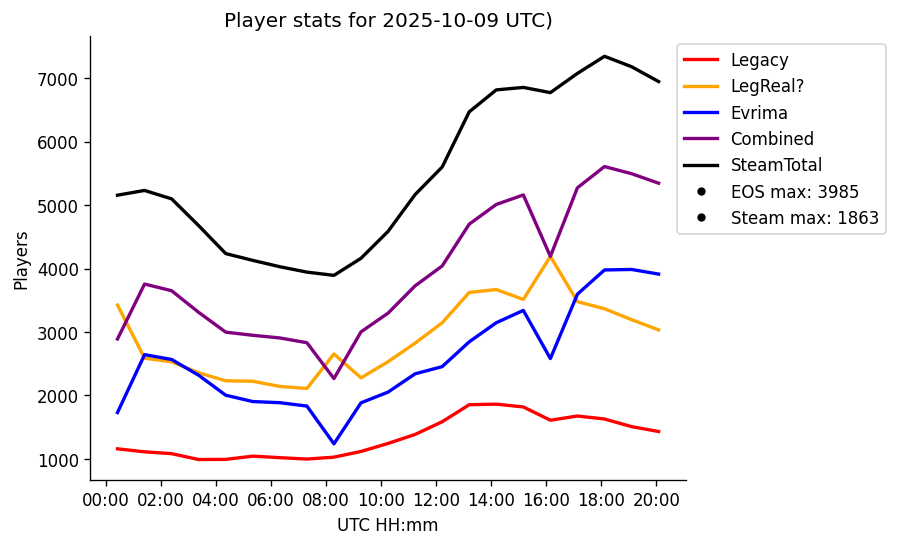 Player stats for 2025-10-09 UTC)
Legacy
LegReal?
Evrima
Combined
SteamTotal
EOS max: 3985
Steam max: 1863
7000
6000
5000
4000
3000
2000
1000
Players
00:00 02:00 04:00 06:00 08:00 10:00 12:00 14:00 16:00 18:00 20:00
UTC HH:mm